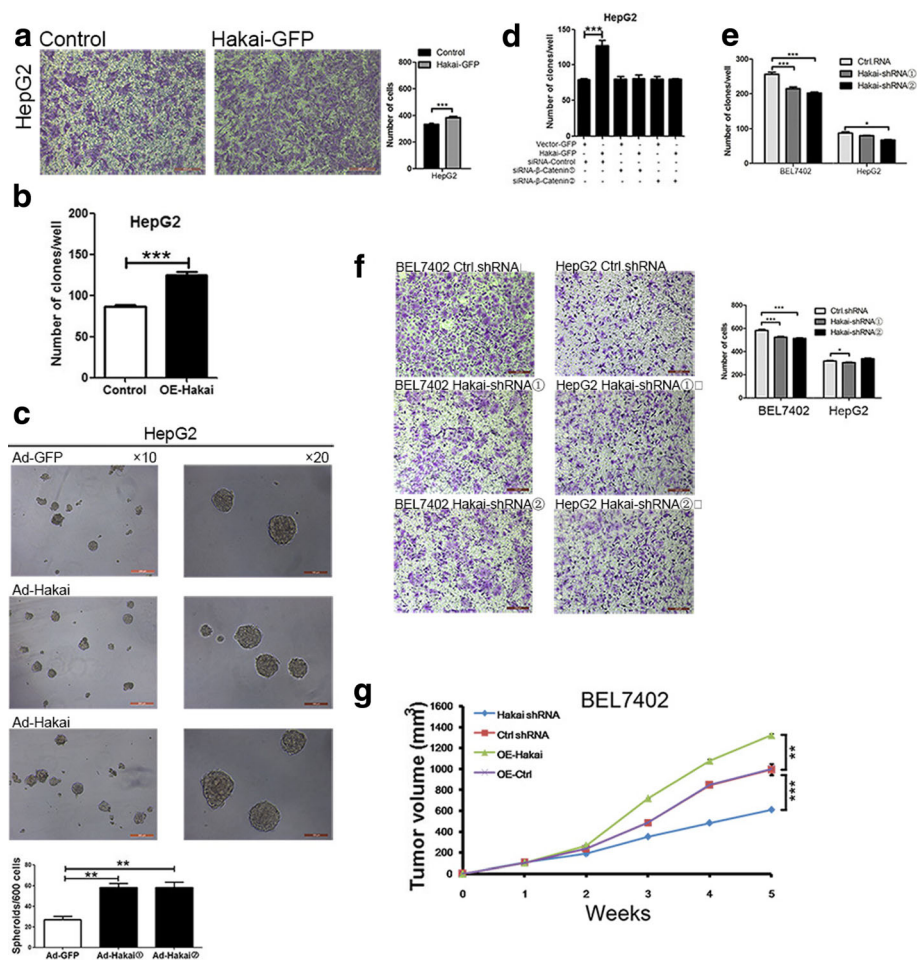 a
Control
Hakai-GFP
HepG2
Number of cells
800
600
400
200
0
Control
Hakai-GFP
***
HepG2
b
HepG2
Number of clones/well
200
150
100
50
0
***
Control
OE-Hakai
c
HepG2
Ad-GFP
×10
×20
Ad-Hakai
Ad-Hakai
Spheroids/600 cells
80
60
40
20
0
**
**
Ad-GFP
Ad-Hakai①
Ad-Hakai②
d
HepG2
Number of clones/well
150
100
50
0
***
Vector-GFP + - + - + -
Hakai-GFP - + - + - +
siRNA-Control + + - - - -
siRNA-β-Catenin① - - + + - -
siRNA-β-Catenin② - - - - + +
e
Number of clones/well
300
200
100
0
Ctrl.RNA
Hakai-shRNA①
Hakai-shRNA②
***
***
*
BEL7402
HepG2
f
BEL7402 Ctrl.shRNA
HepG2 Ctrl.shRNA
BEL7402 Hakai-shRNA①
HepG2 Hakai-shRNA①□
BEL7402 Hakai-shRNA②
HepG2 Hakai-shRNA②□
Number of cells
800
600
400
200
0
Ctrl.shRNA
Hakai-shRNA①
Hakai-shRNA②
***
***
*
BEL7402
HepG2
g
BEL7402
Tumor volume (mm³)
1600
1400
1200
1000
800
600
400
200
0
Hakai shRNA
Ctrl shRNA
OE-Hakai
OE-Ctrl
**
***
0 1 2 3 4 5
Weeks